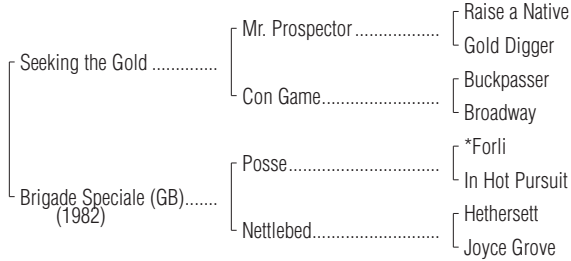 Raise a Native
Mr. Prospector
Gold Digger
Seeking the Gold
Buckpasser
Con Game
Broadway
*Forli
Posse
In Hot Pursuit
Brigade Speciale (GB)
(1982)
Hethersett
Nettlebed
Joyce Grove